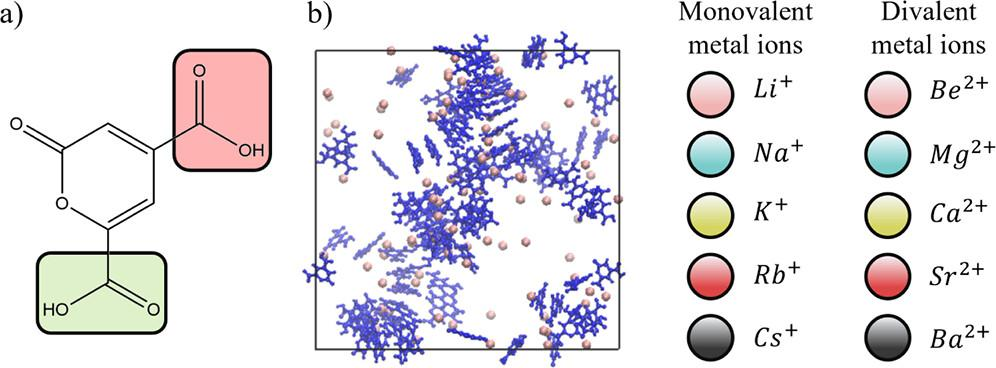 a)
O
O
OH
O
HO
O
b)
Monovalent
metal ions
Li⁺
Na⁺
K⁺
Rb⁺
Cs⁺
Divalent
metal ions
Be²⁺
Mg²⁺
Ca²⁺
Sr²⁺
Ba²⁺